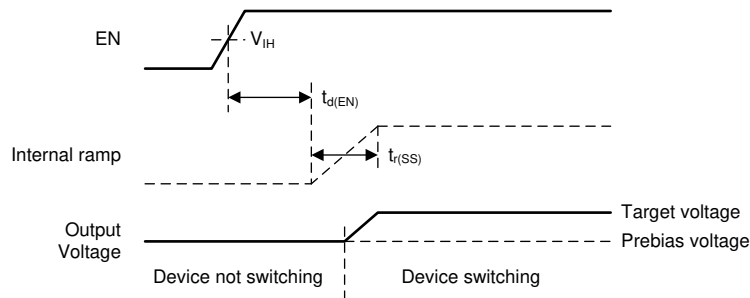 EN
V_IH
t_d(EN)
Internal ramp
t_r(SS)
Output
Voltage
Target voltage
Prebias voltage
Device not switching
Device switching